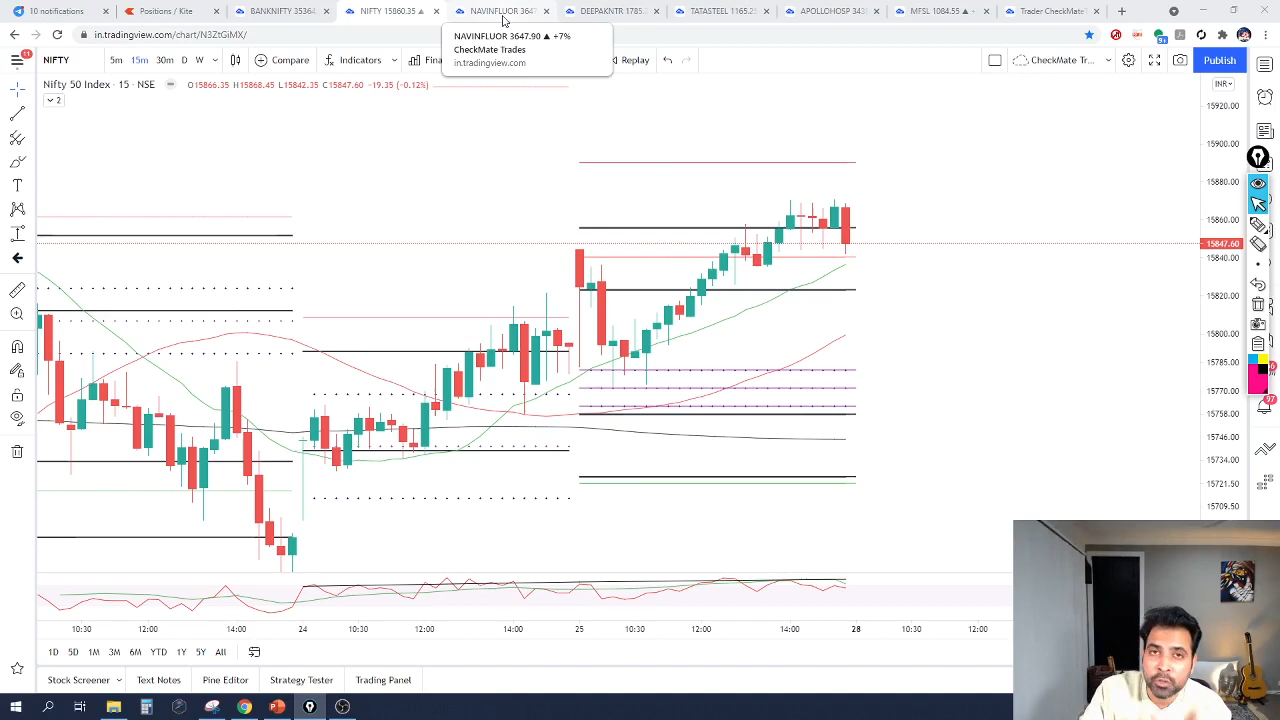 10 notifications
Positions / Kite
BANKNIFTY 35364.
NIFTY 15860.35 ▲
NAVINFLUOR 3647
DEEPAKNTR 1785.
TATASTEEL 1165.25
APOLLOHOSP 343
MFSL 1084.55 ▲
Trader CheckMate T
in.tradingview.com/chart/N3ZtGiMX/
NAVINFLUOR 3647.90 ▲ +7%
CheckMate Trades
in.tradingview.com
11
NIFTY
5m 15m 30m D W
Compare
Indicators
Fina
Replay
CheckMate Tr...
Publish
Nifty 50 Index · 15 · NSE
O15866.35 H15868.45 L15842.35 C15847.60 −19.35 (−0.12%)
2
INR
15920.00
15900.00
15880.00
15860.00
15847.60
15840.00
15820.00
15800.00
15785.00
15770.00
15758.00
15746.00
15734.00
15721.50
15709.50
97
10:30 12:00 14:00 24 10:30 12:00 14:00 25 10:30 12:00 14:00 28 10:30 12:00
1D 5D 1M 3M 6M YTD 1Y 5Y All
Stock Screener
Text Notes
Pine Editor
Strategy Tester
Trading Panel